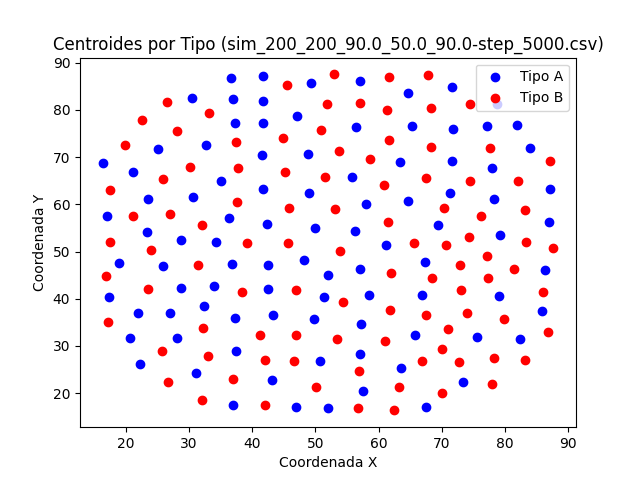 Centroides por Tipo (sim_200_200_90.0_50.0_90.0-step_5000.csv)
Tipo A
Tipo B
Coordenada Y
90
80
70
60
50
40
30
20
20 30 40 50 60 70 80 90
Coordenada X